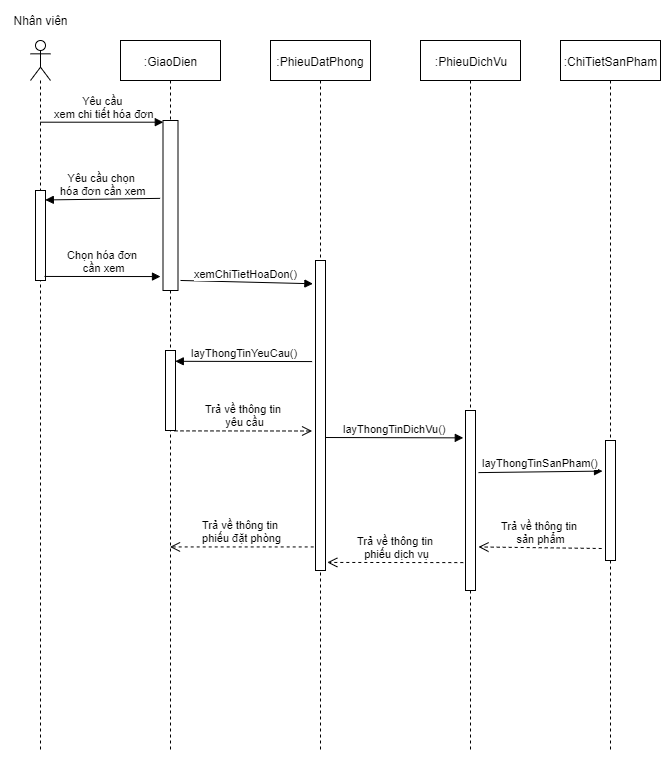 Nhân viên
:GiaoDien
:PhieuDatPhong
:PhieuDichVu
:ChiTietSanPham
Yêu cầu
xem chi tiết hóa đơn
Yêu cầu chọn
hóa đơn cần xem
Chọn hóa đơn
cần xem
xemChiTietHoaDon()
layThongTinYeuCau()
Trả về thông tin
yêu cầu
layThongTinDichVu()
layThongTinSanPham()
Trả về thông tin
phiếu đặt phòng
Trả về thông tin
phiếu dịch vụ
Trả về thông tin
sản phẩm